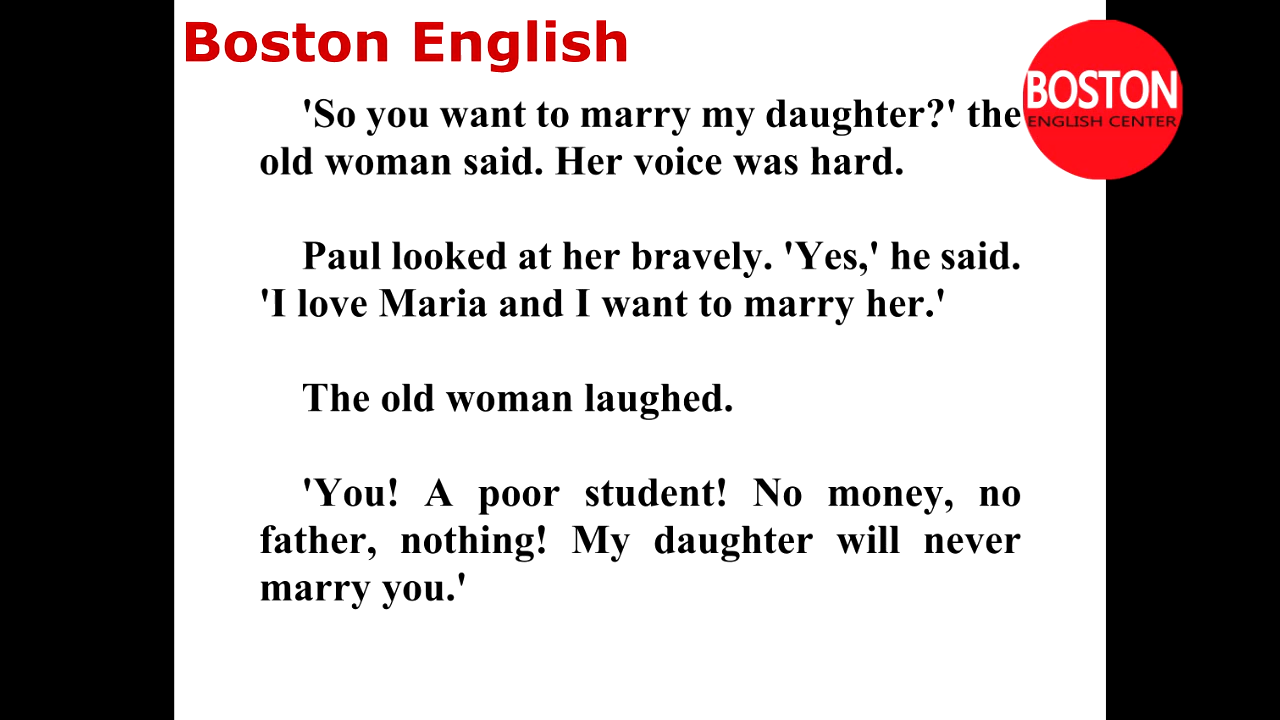 Boston English
BOSTON
ENGLISH CENTER
'So you want to marry my daughter?' the
old woman said. Her voice was hard.
Paul looked at her bravely. 'Yes,' he said.
'I love Maria and I want to marry her.'
The old woman laughed.
'You! A poor student! No money, no
father, nothing! My daughter will never
marry you.'